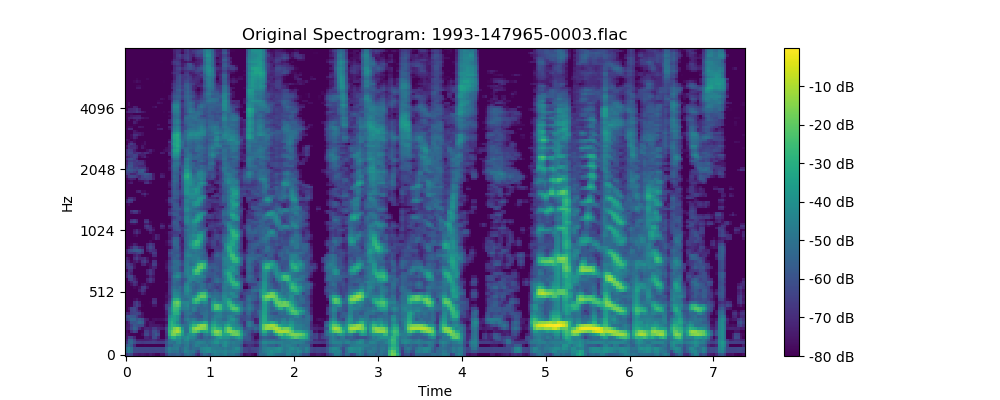 Original Spectrogram: 1993-147965-0003.flac
Hz
4096
2048
1024
512
0
0 1 2 3 4 5 6 7
Time
-10 dB
-20 dB
-30 dB
-40 dB
-50 dB
-60 dB
-70 dB
-80 dB